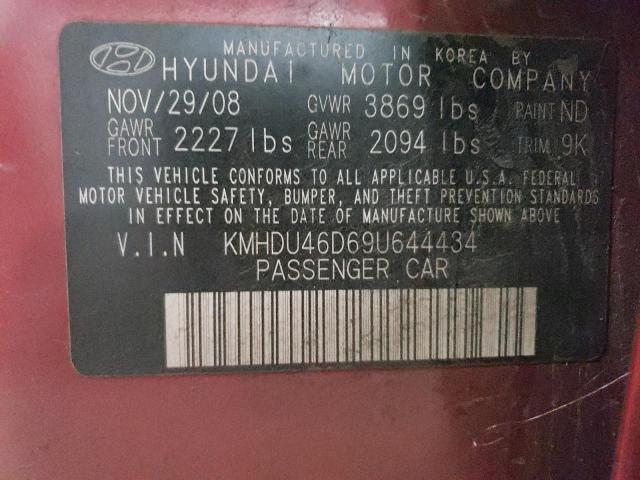 MANUFACTURED IN KOREA BY
HYUNDAI MOTOR COMPANY
NOV/29/08 GVWR 3869 lbs PAINT ND
GAWR FRONT 2227 lbs GAWR REAR 2094 lbs TRIM 9K
THIS VEHICLE CONFORMS TO ALL APPLICABLE U.S.A. FEDERAL
MOTOR VEHICLE SAFETY, BUMPER, AND THEFT PREVENTION STANDARDS
IN EFFECT ON THE DATE OF MANUFACTURE SHOWN ABOVE
V.I.N KMHDU46D69U644434
PASSENGER CAR